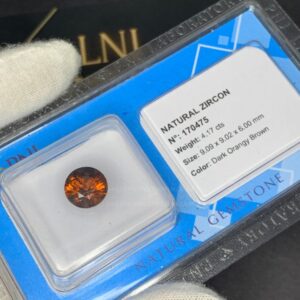 LNI
NATURAL ZIRCON
N°: 170475
Weight: 4.17 cts
Size: 9.09 x 9.02 x 6.00 mm
Color: Dark Orangy Brown
NATURAL GEMSTONE